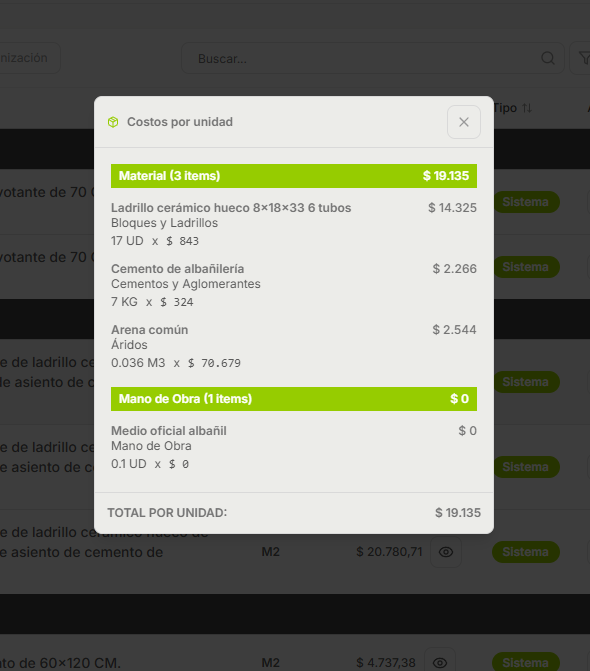 nización
Buscar...
Tipo
Costos por unidad
Material (3 items) $ 19.135
votante de 70
Sistema
Ladrillo cerámico hueco 8×18×33 6 tubos $ 14.325
Bloques y Ladrillos
17 UD x $ 843
votante de 70
Sistema
Cemento de albañilería $ 2.266
Cementos y Aglomerantes
7 KG x $ 324
Arena común $ 2.544
Áridos
0.036 M3 x $ 70.679
e de ladrillo ce
e asiento de c
Sistema
Mano de Obra (1 items) $ 0
Medio oficial albañil $ 0
Mano de Obra
0.1 UD x $ 0
e de ladrillo ce
e asiento de c
Sistema
TOTAL POR UNIDAD: $ 19.135
e de ladrillo cerámico hueco de
e asiento de cemento de
M2 $ 20.780,71 Sistema
nto de 60×120 CM. M2 $ 4.737,38 Sistema